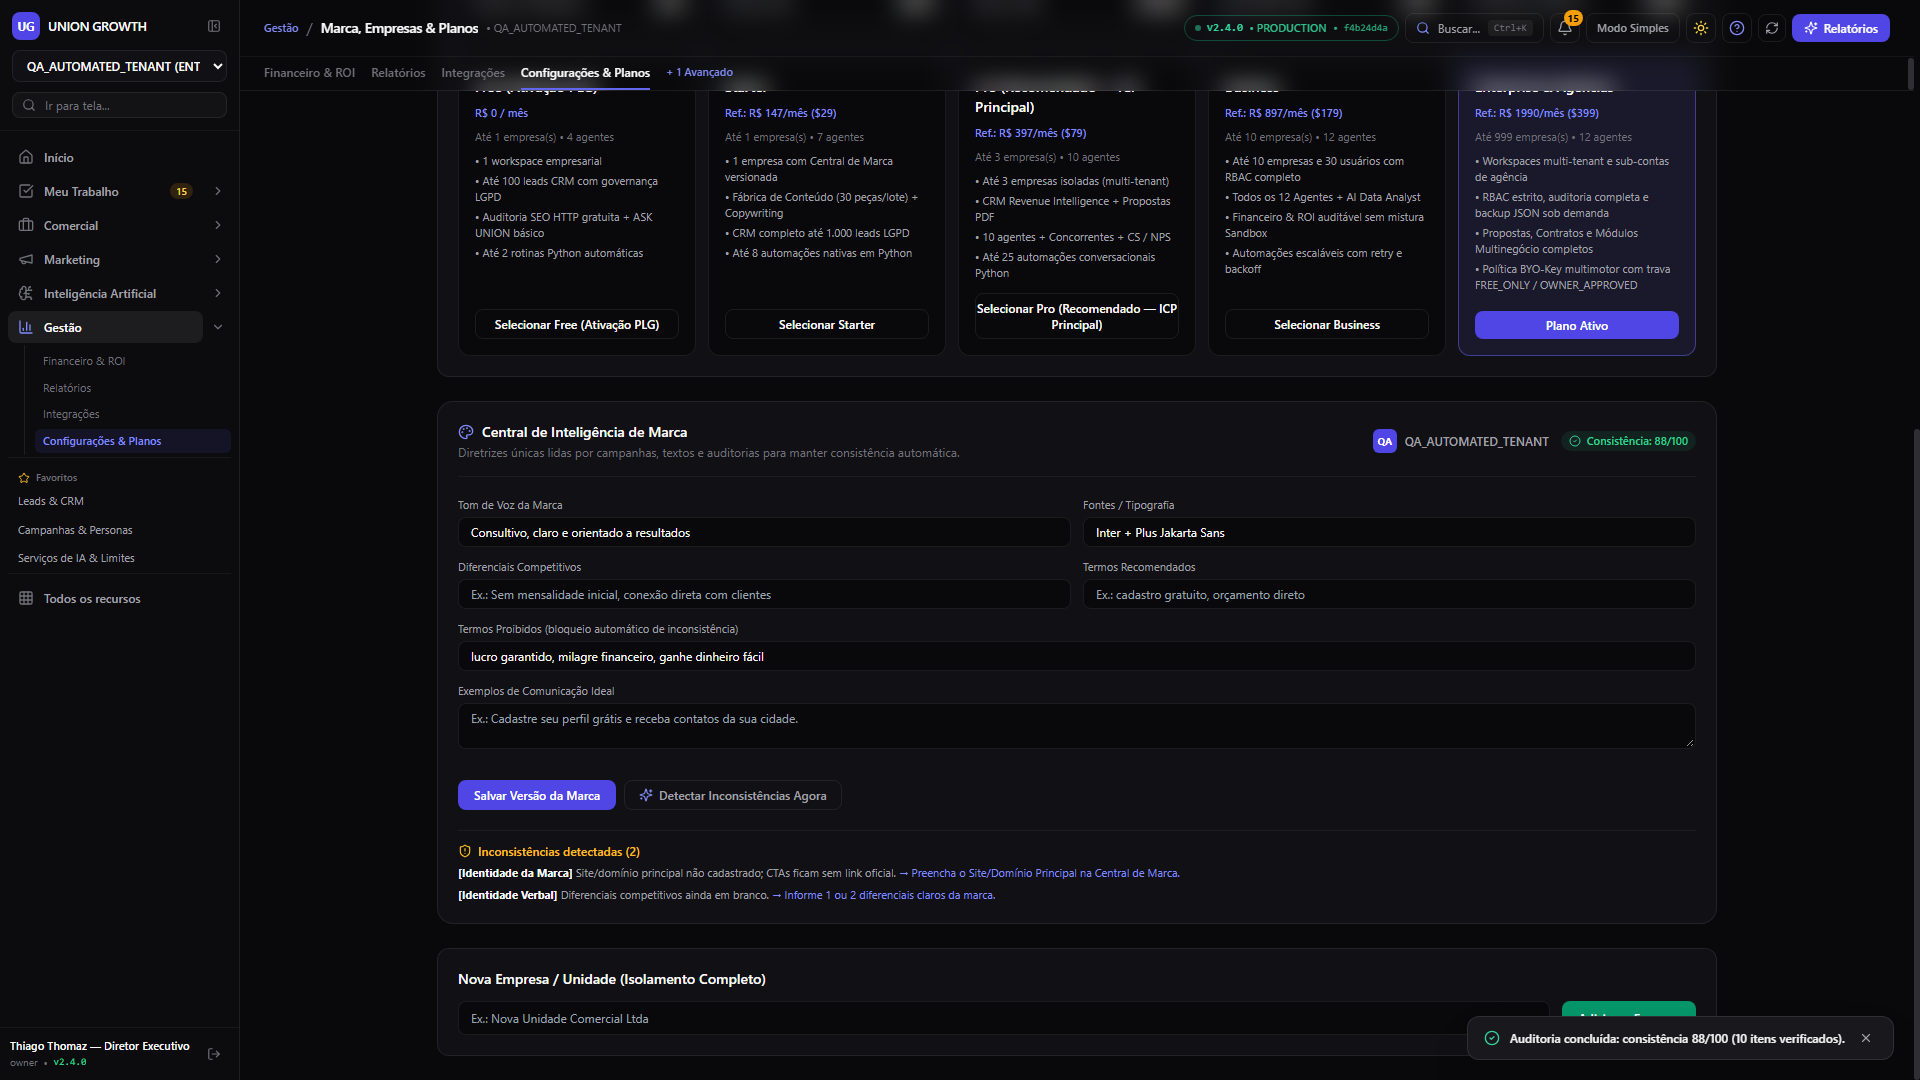 UG UNION GROWTH
QA_AUTOMATED_TENANT (ENT
Ir para tela...
Início
Meu Trabalho 15
Comercial
Marketing
Inteligência Artificial
Gestão
Financeiro & ROI
Relatórios
Integrações
Configurações & Planos
Favoritos
Leads & CRM
Campanhas & Personas
Serviços de IA & Limites
Todos os recursos
Thiago Thomaz — Diretor Executivo
owner • v2.4.0
Gestão / Marca, Empresas & Planos • QA_AUTOMATED_TENANT
v2.4.0 • PRODUCTION • f4b24d4a
Buscar... Ctrl+K
15
Modo Simples
Relatórios
Financeiro & ROI Relatórios Integrações Configurações & Planos + 1 Avançado
R$ 0 / mês
Até 1 empresa(s) • 4 agentes
• 1 workspace empresarial
• Até 100 leads CRM com governança
LGPD
• Auditoria SEO HTTP gratuita + ASK
UNION básico
• Até 2 rotinas Python automáticas
Selecionar Free (Ativação PLG)
Ref.: R$ 147/mês ($29)
Até 1 empresa(s) • 7 agentes
• 1 empresa com Central de Marca
versionada
• Fábrica de Conteúdo (30 peças/lote) +
Copywriting
• CRM completo até 1.000 leads LGPD
• Até 8 automações nativas em Python
Selecionar Starter
Principal)
Ref.: R$ 397/mês ($79)
Até 3 empresa(s) • 10 agentes
• Até 3 empresas isoladas (multi-tenant)
• CRM Revenue Intelligence + Propostas
PDF
• 10 agentes + Concorrentes + CS / NPS
• Até 25 automações conversacionais
Python
Selecionar Pro (Recomendado — ICP
Principal)
Ref.: R$ 897/mês ($179)
Até 10 empresa(s) • 12 agentes
• Até 10 empresas e 30 usuários com
RBAC completo
• Todos os 12 Agentes + AI Data Analyst
• Financeiro & ROI auditável sem mistura
Sandbox
• Automações escaláveis com retry e
backoff
Selecionar Business
Ref.: R$ 1990/mês ($399)
Até 999 empresa(s) • 12 agentes
• Workspaces multi-tenant e sub-contas
de agência
• RBAC estrito, auditoria completa e
backup JSON sob demanda
• Propostas, Contratos e Módulos
Multinegócio completos
• Política BYO-Key multimotor com trava
FREE_ONLY / OWNER_APPROVED
Plano Ativo
Central de Inteligência de Marca
Diretrizes únicas lidas por campanhas, textos e auditorias para manter consistência automática.
QA QA_AUTOMATED_TENANT Consistência: 88/100
Tom de Voz da Marca
Consultivo, claro e orientado a resultados
Fontes / Tipografia
Inter + Plus Jakarta Sans
Diferenciais Competitivos
Ex.: Sem mensalidade inicial, conexão direta com clientes
Termos Recomendados
Ex.: cadastro gratuito, orçamento direto
Termos Proibidos (bloqueio automático de inconsistência)
lucro garantido, milagre financeiro, ganhe dinheiro fácil
Exemplos de Comunicação Ideal
Ex.: Cadastre seu perfil grátis e receba contatos da sua cidade.
Salvar Versão da Marca
Detectar Inconsistências Agora
Inconsistências detectadas (2)
[Identidade da Marca] Site/domínio principal não cadastrado; CTAs ficam sem link oficial. → Preencha o Site/Domínio Principal na Central de Marca.
[Identidade Verbal] Diferenciais competitivos ainda em branco. → Informe 1 ou 2 diferenciais claros da marca.
Nova Empresa / Unidade (Isolamento Completo)
Ex.: Nova Unidade Comercial Ltda
Auditoria concluída: consistência 88/100 (10 itens verificados).